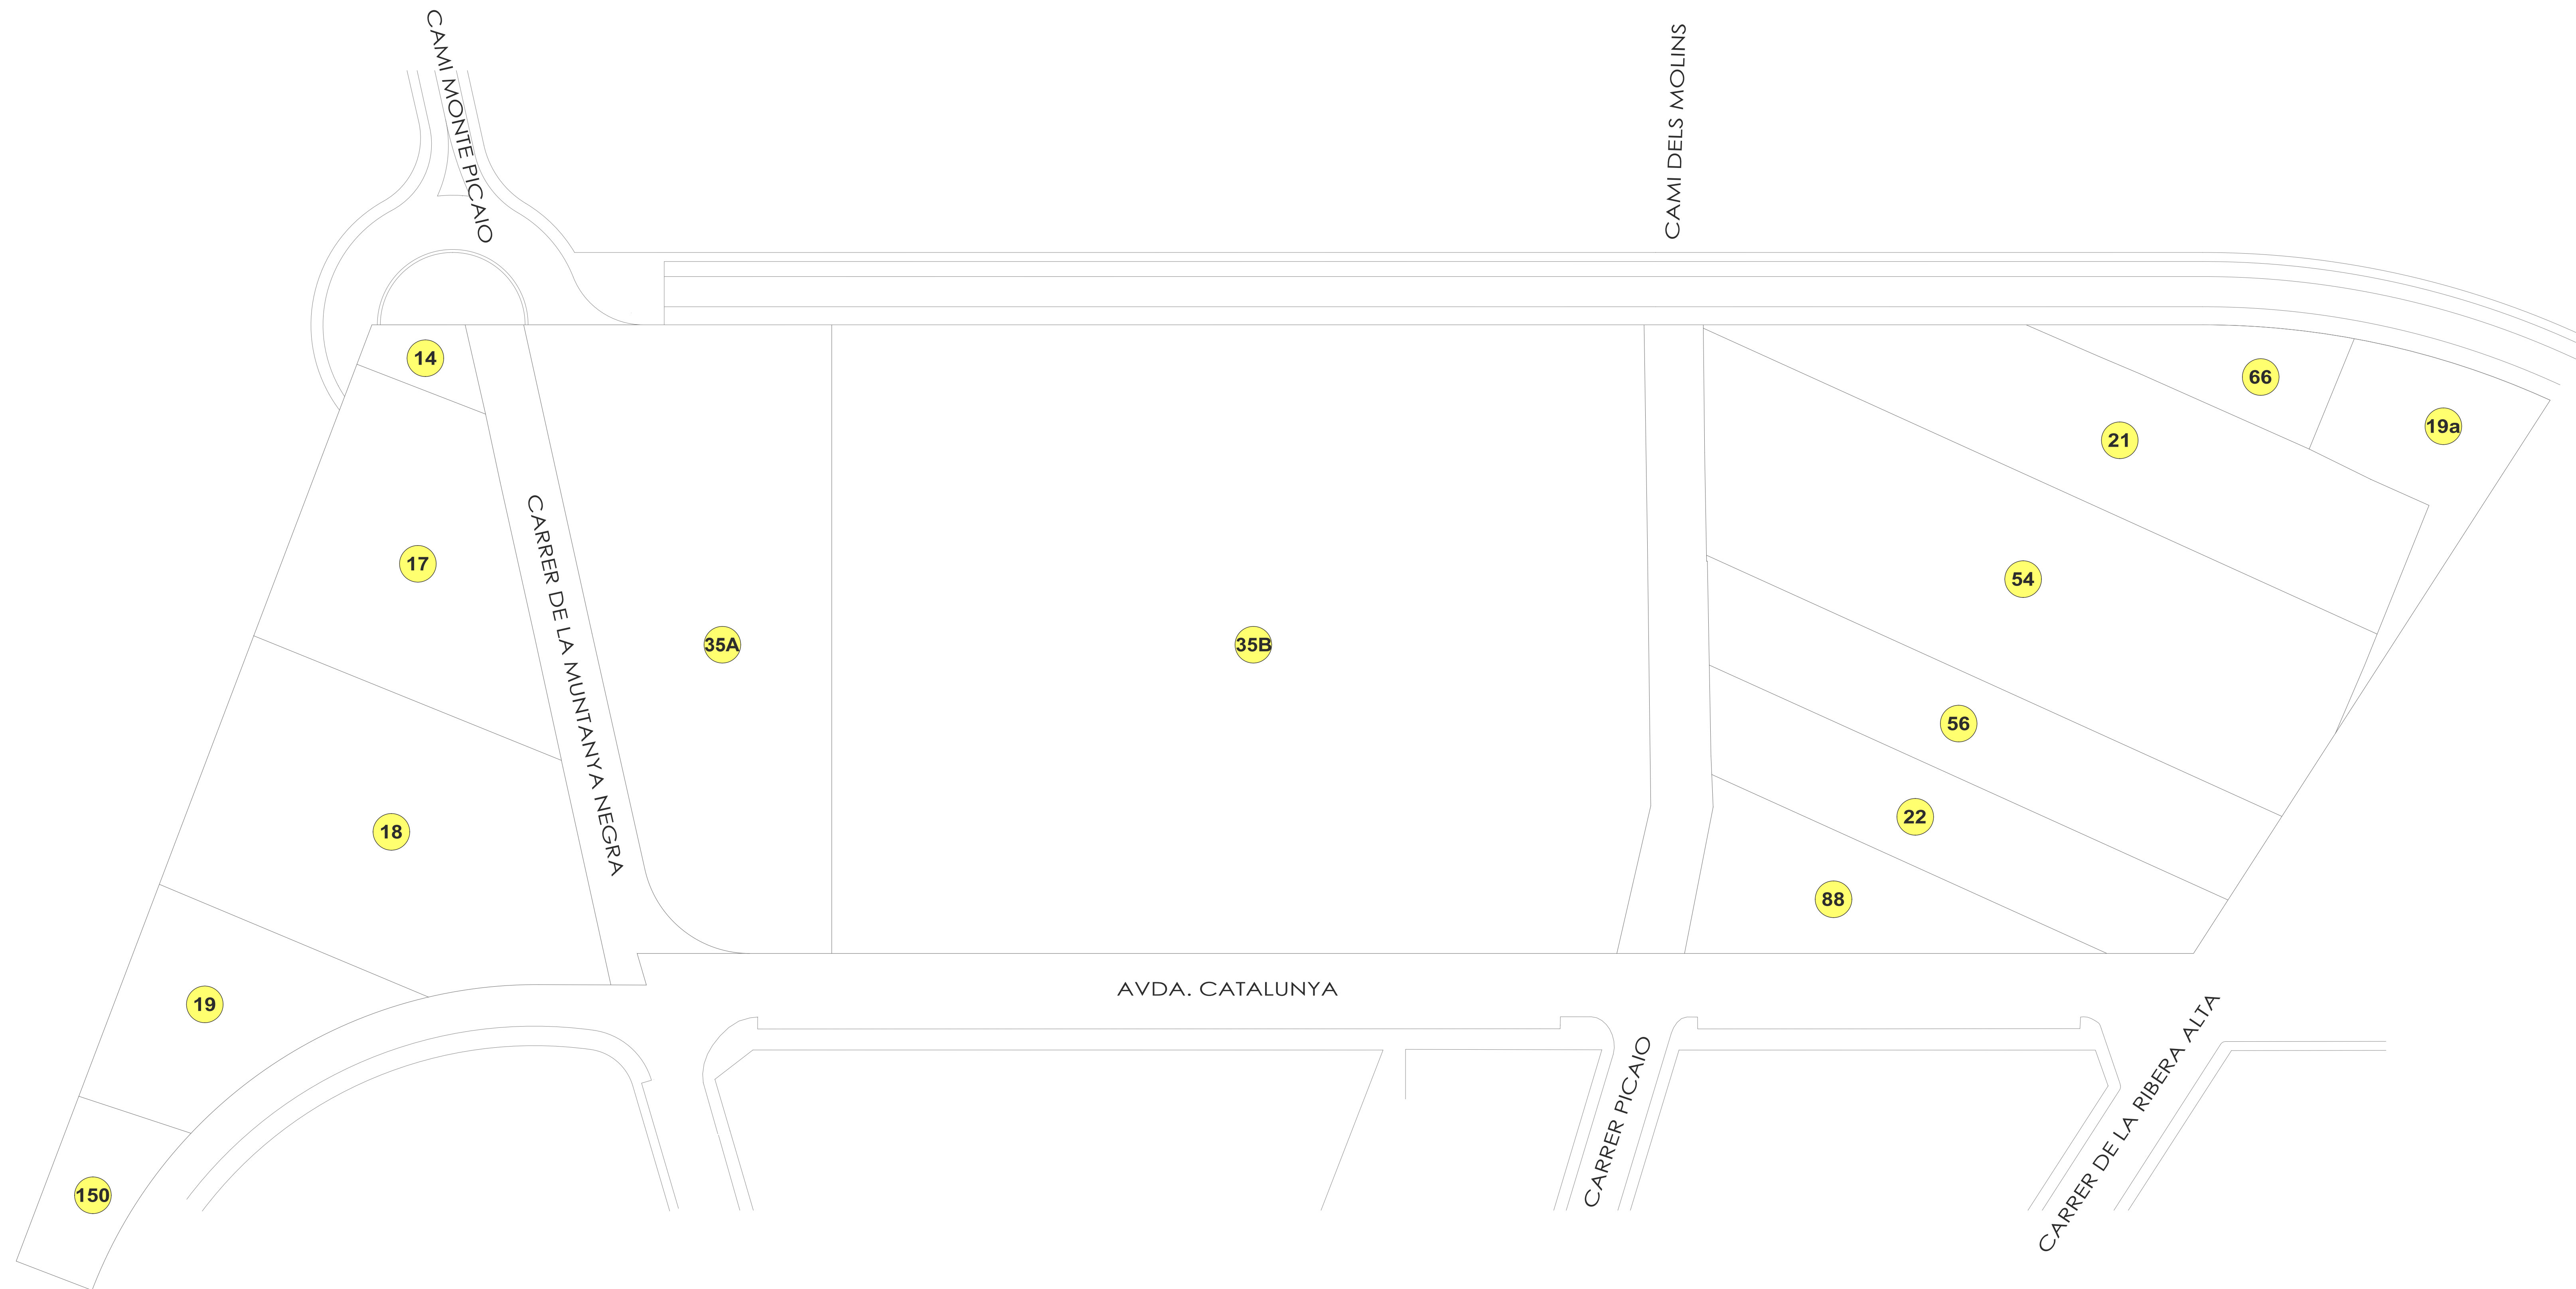 CAMI MONTE PICAIO
CAMI DELS MOLINS
14
66
19a
21
17
54
CARRER DE LA MUNTANYA NEGRA
35A
35B
56
22
18
88
19
AVDA. CATALUNYA
CARRER PICAIO
CARRER DE LA RIBERA ALTA
150